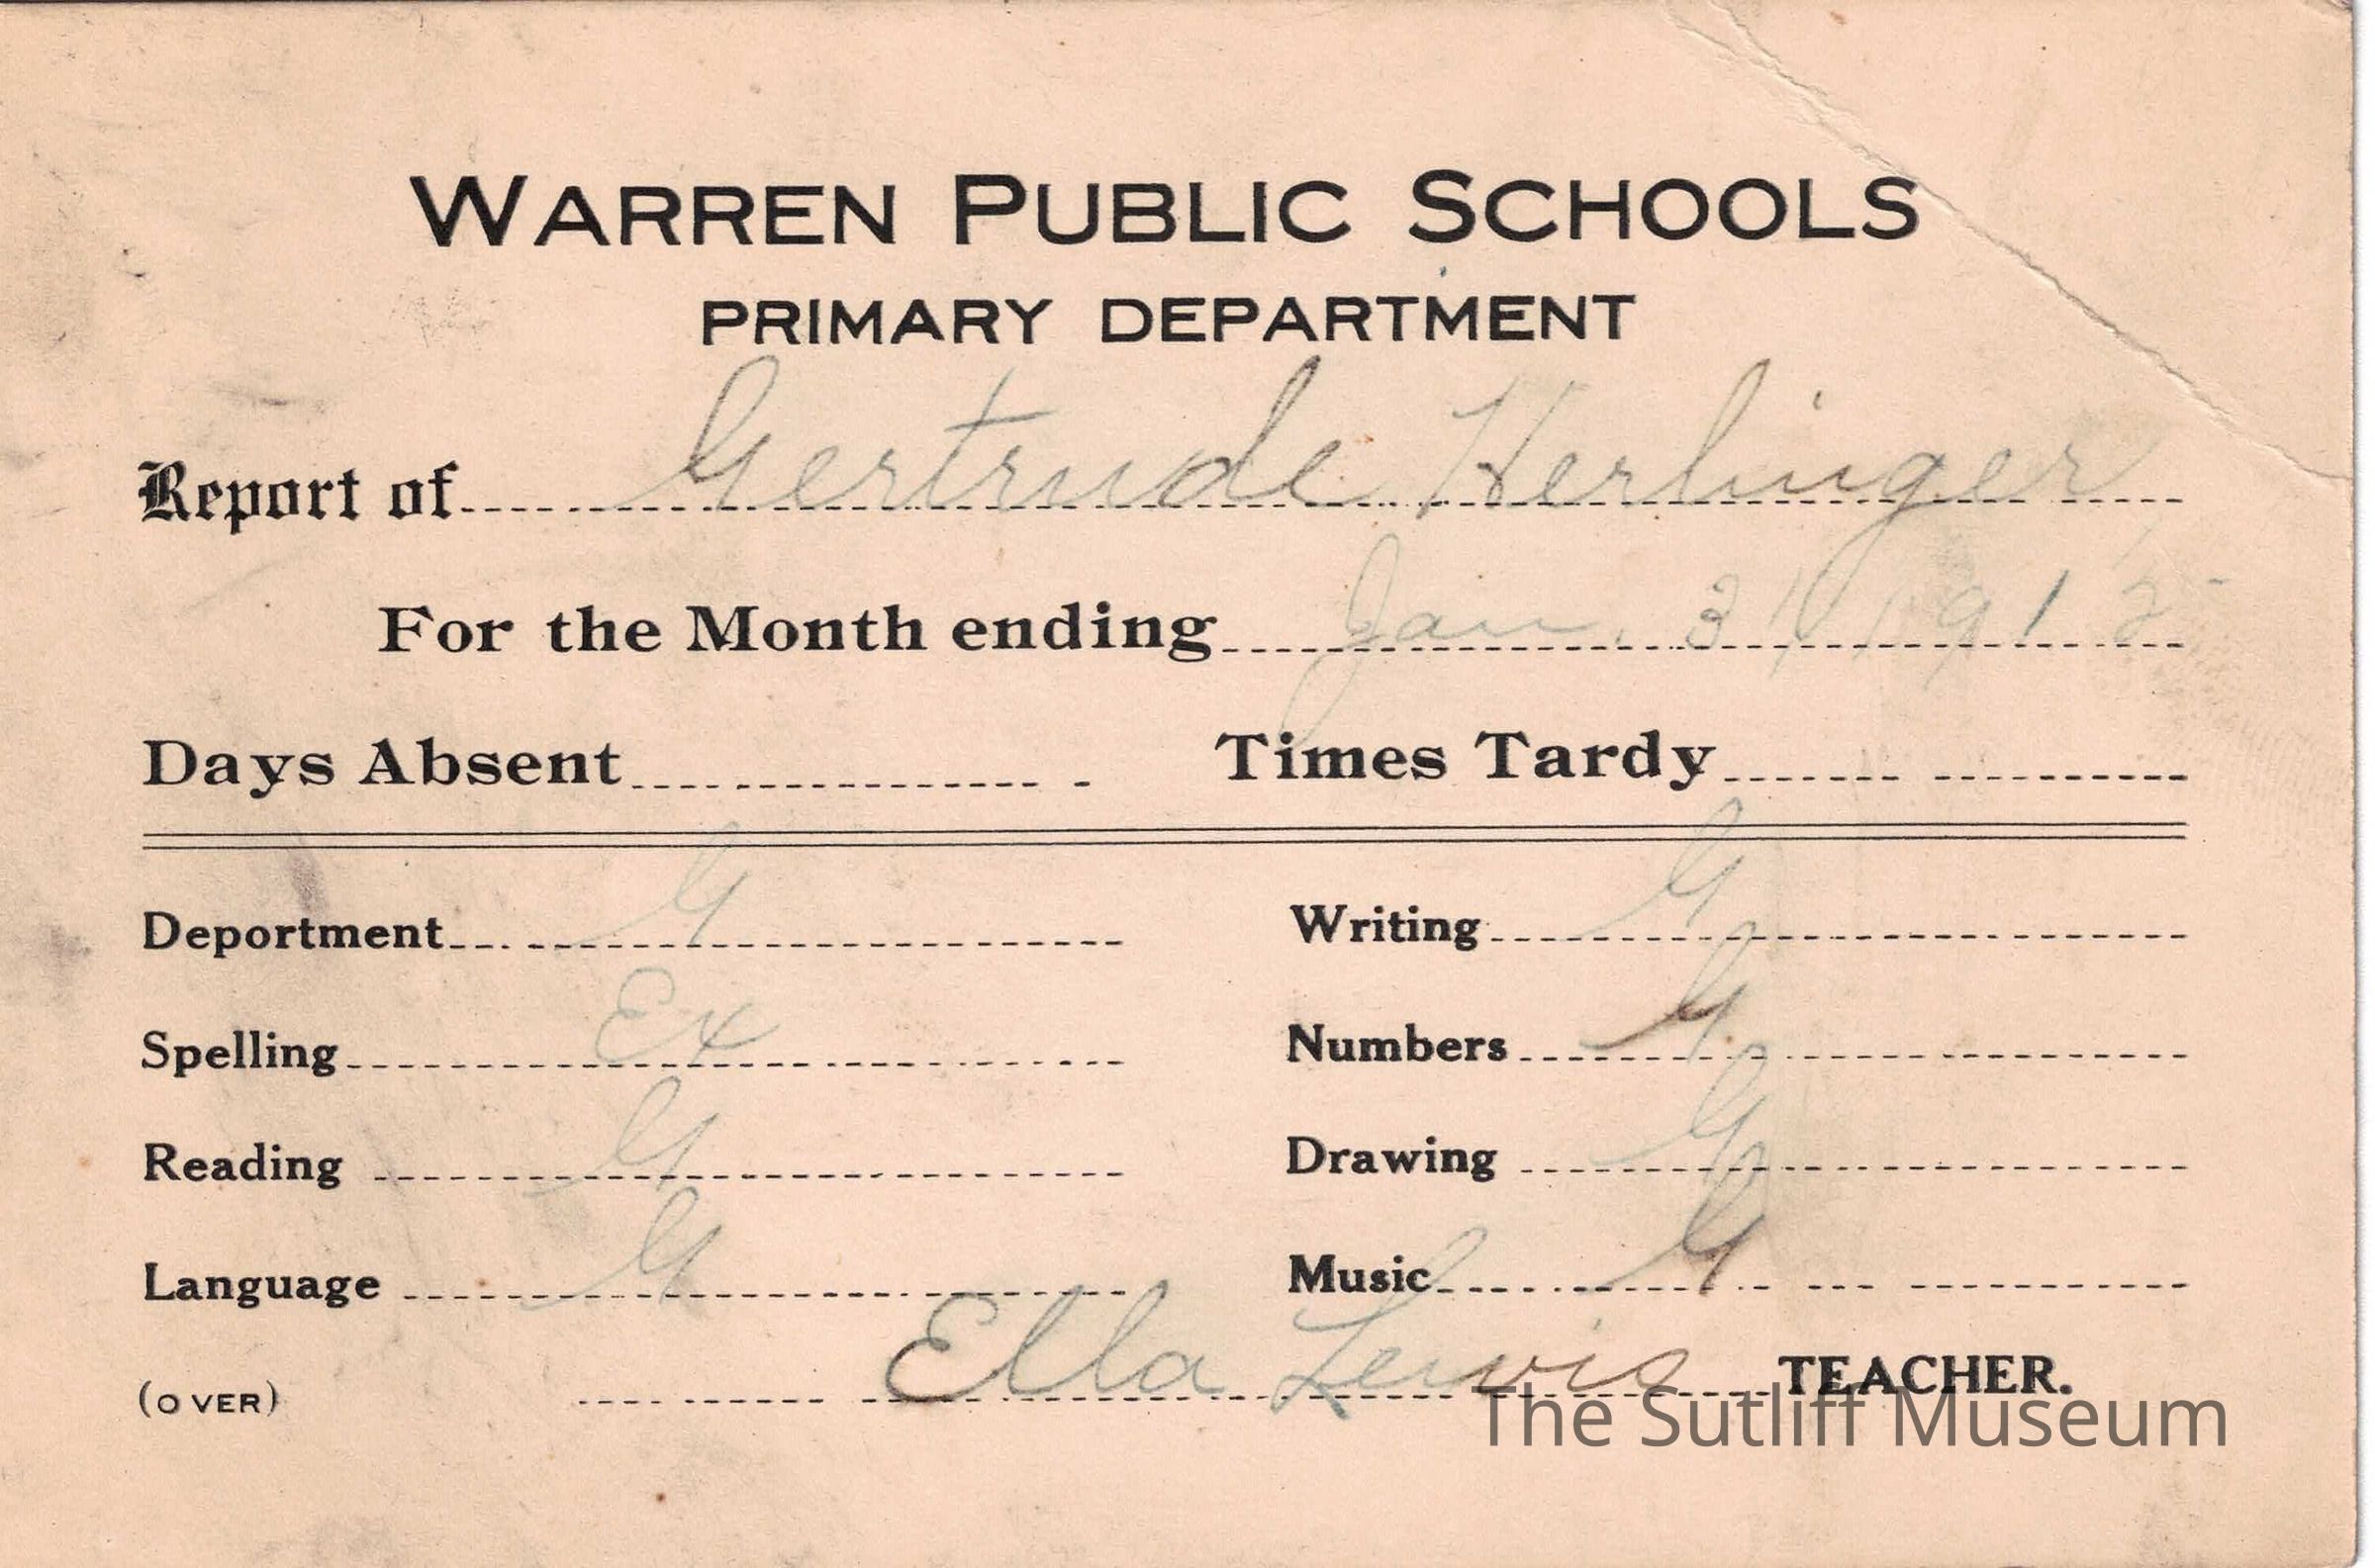 WARREN PUBLIC SCHOOLS
PRIMARY DEPARTMENT
Report of Gertrude Herlinger
For the Month ending Jan. 31,
Days Absent Times Tardy
Deportment G Writing G
Spelling Ex Numbers G
Reading G Drawing G
Language G Music G
(OVER) Ella Lewis TEACHER.
The Sutliff Museum